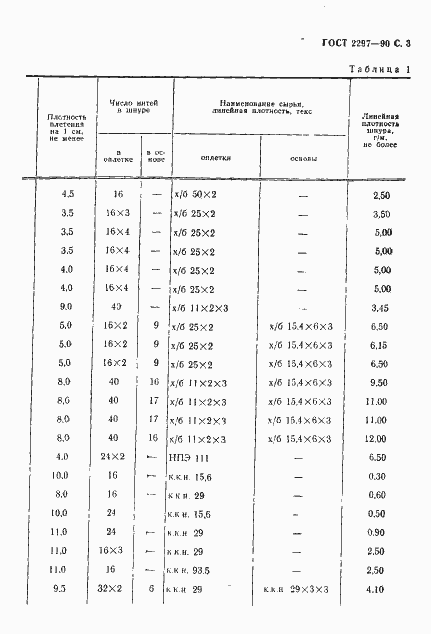 ГОСТ 2297—90 С. 3
Таблица 1
Плотность плетения на 1 см, не менее
Число нитей в шнуре
Наименование сырья, линейная плотность, текс
Линейная плотность шнура, г/м, не более
в оплетке
в основе
оплетки
основы
4,5 16 — х/б 50×2 — 2,50
3,5 16×3 — х/б 25×2 — 3,50
3,5 16×4 — х/б 25×2 — 5,00
3,5 16×4 — х/б 25×2 — 5,00
4,0 16×4 — х/б 25×2 — 5,00
4,0 16×4 — х/б 25×2 — 5,00
9,0 40 — х/б 11×2×3 — 3,45
5,0 16×2 9 х/б 25×2 х/б 15,4×6×3 6,50
5,0 16×2 9 х/б 25×2 х/б 15,4×6×3 6,15
5,0 16×2 9 х/б 25×2 х/б 15,4×6×3 6,50
8,0 40 16 х/б 11×2×3 х/б 15,4×6×3 9,50
8,0 40 17 х/б 11×2×3 х/б 15,4×6×3 11,00
8,0 40 17 х/б 11×2×3 х/б 15,4×6×3 11,00
8,0 40 16 х/б 11×2×3 х/б 15,4×6×3 12,00
4,0 24×2 — НПЭ 111 — 6,50
10,0 16 — к.к.н. 15,6 — 0,30
8,0 16 — к.к.н. 29 — 0,60
10,0 24 к.к.н. 15,6 — 0,50
11,0 24 — к.к.н. 29 — 0,90
11,0 16×3 — к.к.н. 29 — 2,50
11,0 16 — к.к.н. 93,5 — 2,50
9,5 32×2 6 к.к.н 29 к.к.н 29×3×3 4,10